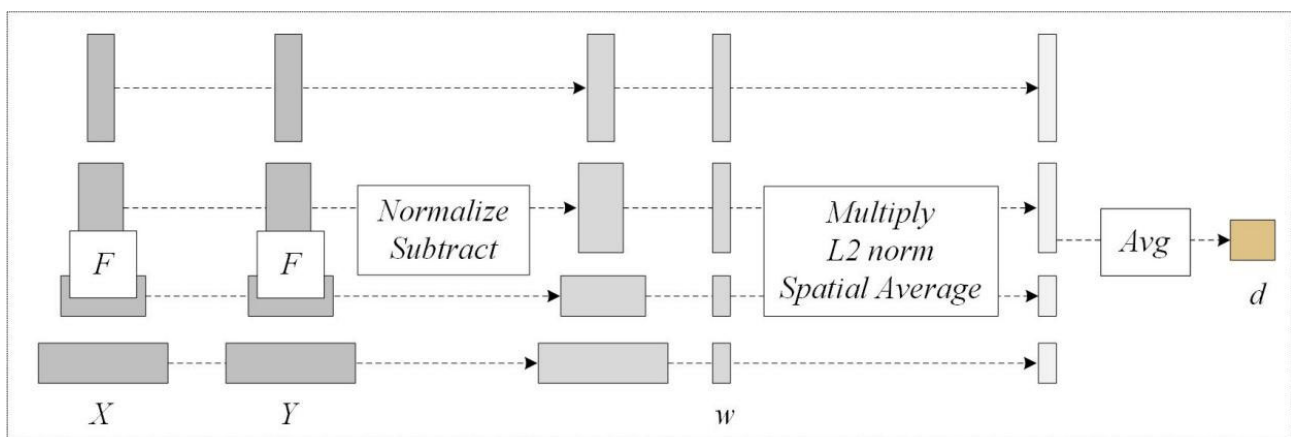 Normalize
Subtract
Multiply
L2 norm
Spatial Average
F
F
Avg
d
X
Y
w